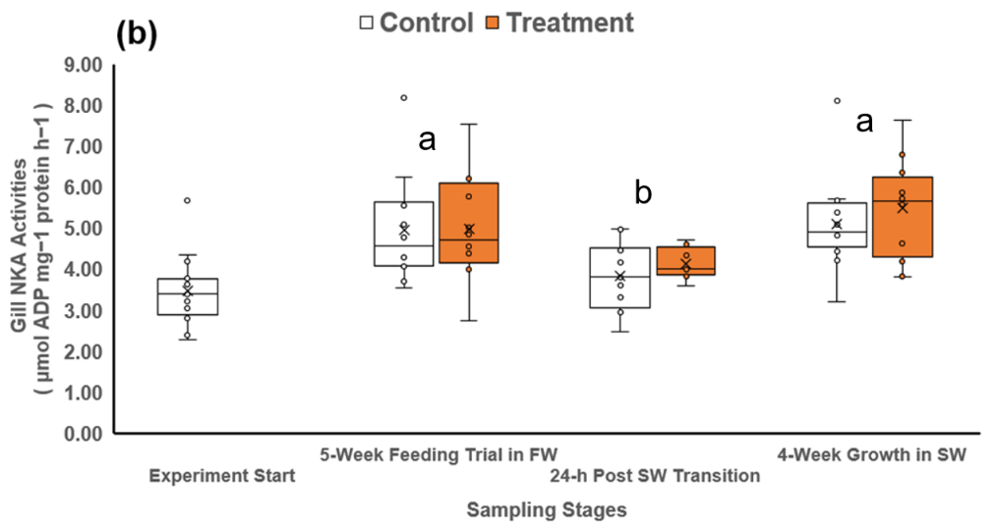 (b)
Control Treatment
9.00
8.00
7.00
6.00
5.00
4.00
3.00
2.00
1.00
0.00
Gill NKA Activities
( µmol ADP mg−1 protein h−1 )
a
b
a
5-Week Feeding Trial in FW
4-Week Growth in SW
Experiment Start
24-h Post SW Transition
Sampling Stages